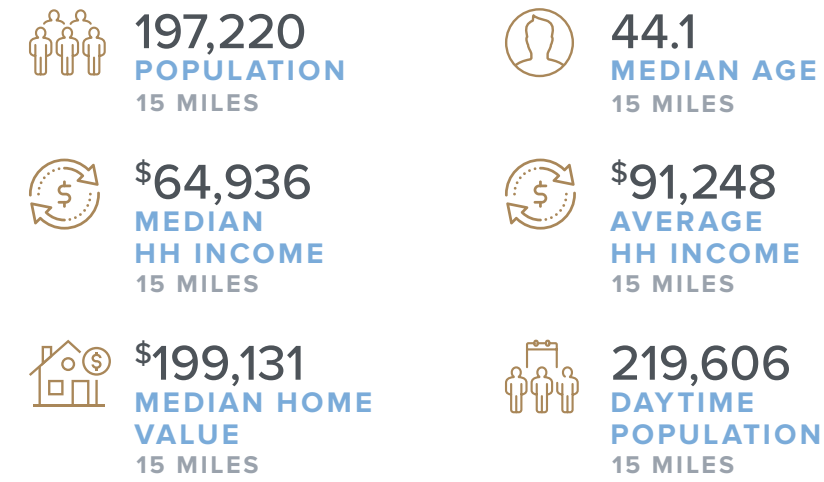 197,220
POPULATION
15 MILES
44.1
MEDIAN AGE
15 MILES
$64,936
MEDIAN
HH INCOME
15 MILES
$91,248
AVERAGE
HH INCOME
15 MILES
$199,131
MEDIAN HOME
VALUE
15 MILES
219,606
DAYTIME
POPULATION
15 MILES